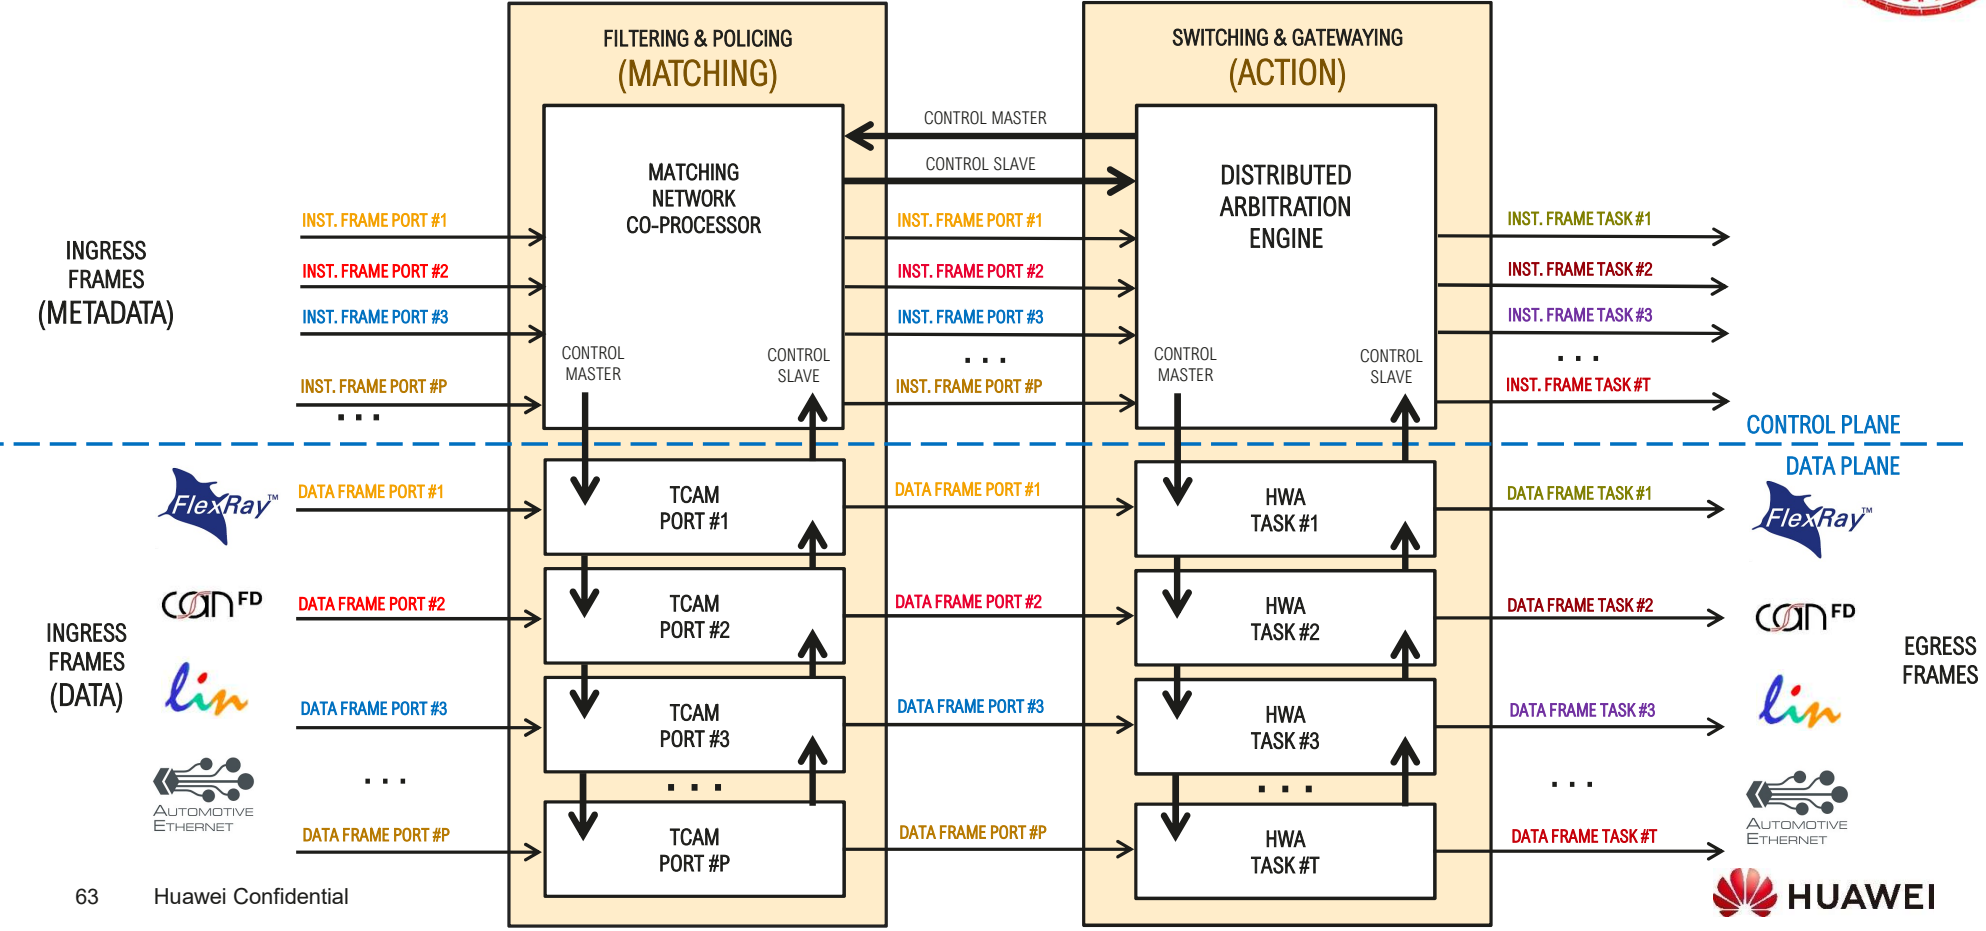 FILTERING & POLICING
(MATCHING)
SWITCHING & GATEWAYING
(ACTION)
CONTROL MASTER
CONTROL SLAVE
MATCHING
NETWORK
CO-PROCESSOR
DISTRIBUTED
ARBITRATION
ENGINE
INGRESS
FRAMES
(METADATA)
INST. FRAME PORT #1
INST. FRAME PORT #2
INST. FRAME PORT #3
INST. FRAME PORT #P
. . .
CONTROL
MASTER
CONTROL
SLAVE
INST. FRAME PORT #1
INST. FRAME PORT #2
INST. FRAME PORT #3
. . .
INST. FRAME PORT #P
CONTROL
MASTER
CONTROL
SLAVE
INST. FRAME TASK #1
INST. FRAME TASK #2
INST. FRAME TASK #3
. . .
INST. FRAME TASK #T
CONTROL PLANE
DATA PLANE
INGRESS
FRAMES
(DATA)
FlexRay™
CAN FD
lin
AUTOMOTIVE
ETHERNET
DATA FRAME PORT #1
DATA FRAME PORT #2
DATA FRAME PORT #3
. . .
DATA FRAME PORT #P
TCAM
PORT #1
TCAM
PORT #2
TCAM
PORT #3
. . .
TCAM
PORT #P
DATA FRAME PORT #1
DATA FRAME PORT #2
DATA FRAME PORT #3
DATA FRAME PORT #P
HWA
TASK #1
HWA
TASK #2
HWA
TASK #3
. . .
HWA
TASK #T
DATA FRAME TASK #1
DATA FRAME TASK #2
DATA FRAME TASK #3
. . .
DATA FRAME TASK #T
FlexRay™
CAN FD
lin
AUTOMOTIVE
ETHERNET
EGRESS
FRAMES
63 Huawei Confidential
HUAWEI